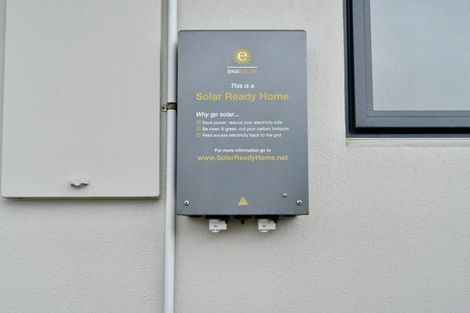 e
ENGSOLAR
This is a
Solar Ready Home
Why go solar...
Save power, reduce your electricity bills
Be clean & green, cut your carbon footprint
Feed excess electricity back to the grid
For more information go to
www.SolarReadyHome.net